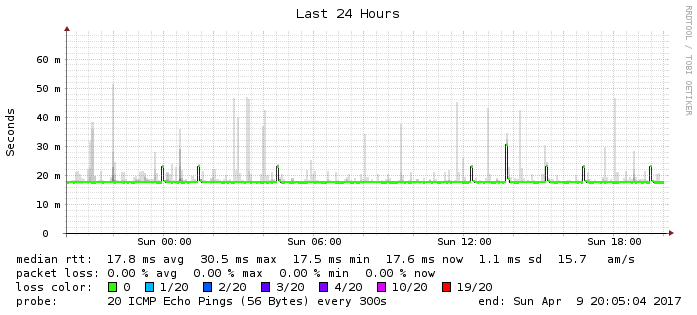 Last 24 Hours
RRDTOOL / TOBI OETIKER
Seconds
60 m
50 m
40 m
30 m
20 m
10 m
0
Sun 00:00 Sun 06:00 Sun 12:00 Sun 18:00
median rtt: 17.8 ms avg 30.5 ms max 17.5 ms min 17.6 ms now 1.1 ms sd 15.7 am/s
packet loss: 0.00 % avg 0.00 % max 0.00 % min 0.00 % now
loss color: 0 1/20 2/20 3/20 4/20 10/20 19/20
probe: 20 ICMP Echo Pings (56 Bytes) every 300s end: Sun Apr 9 20:05:04 2017